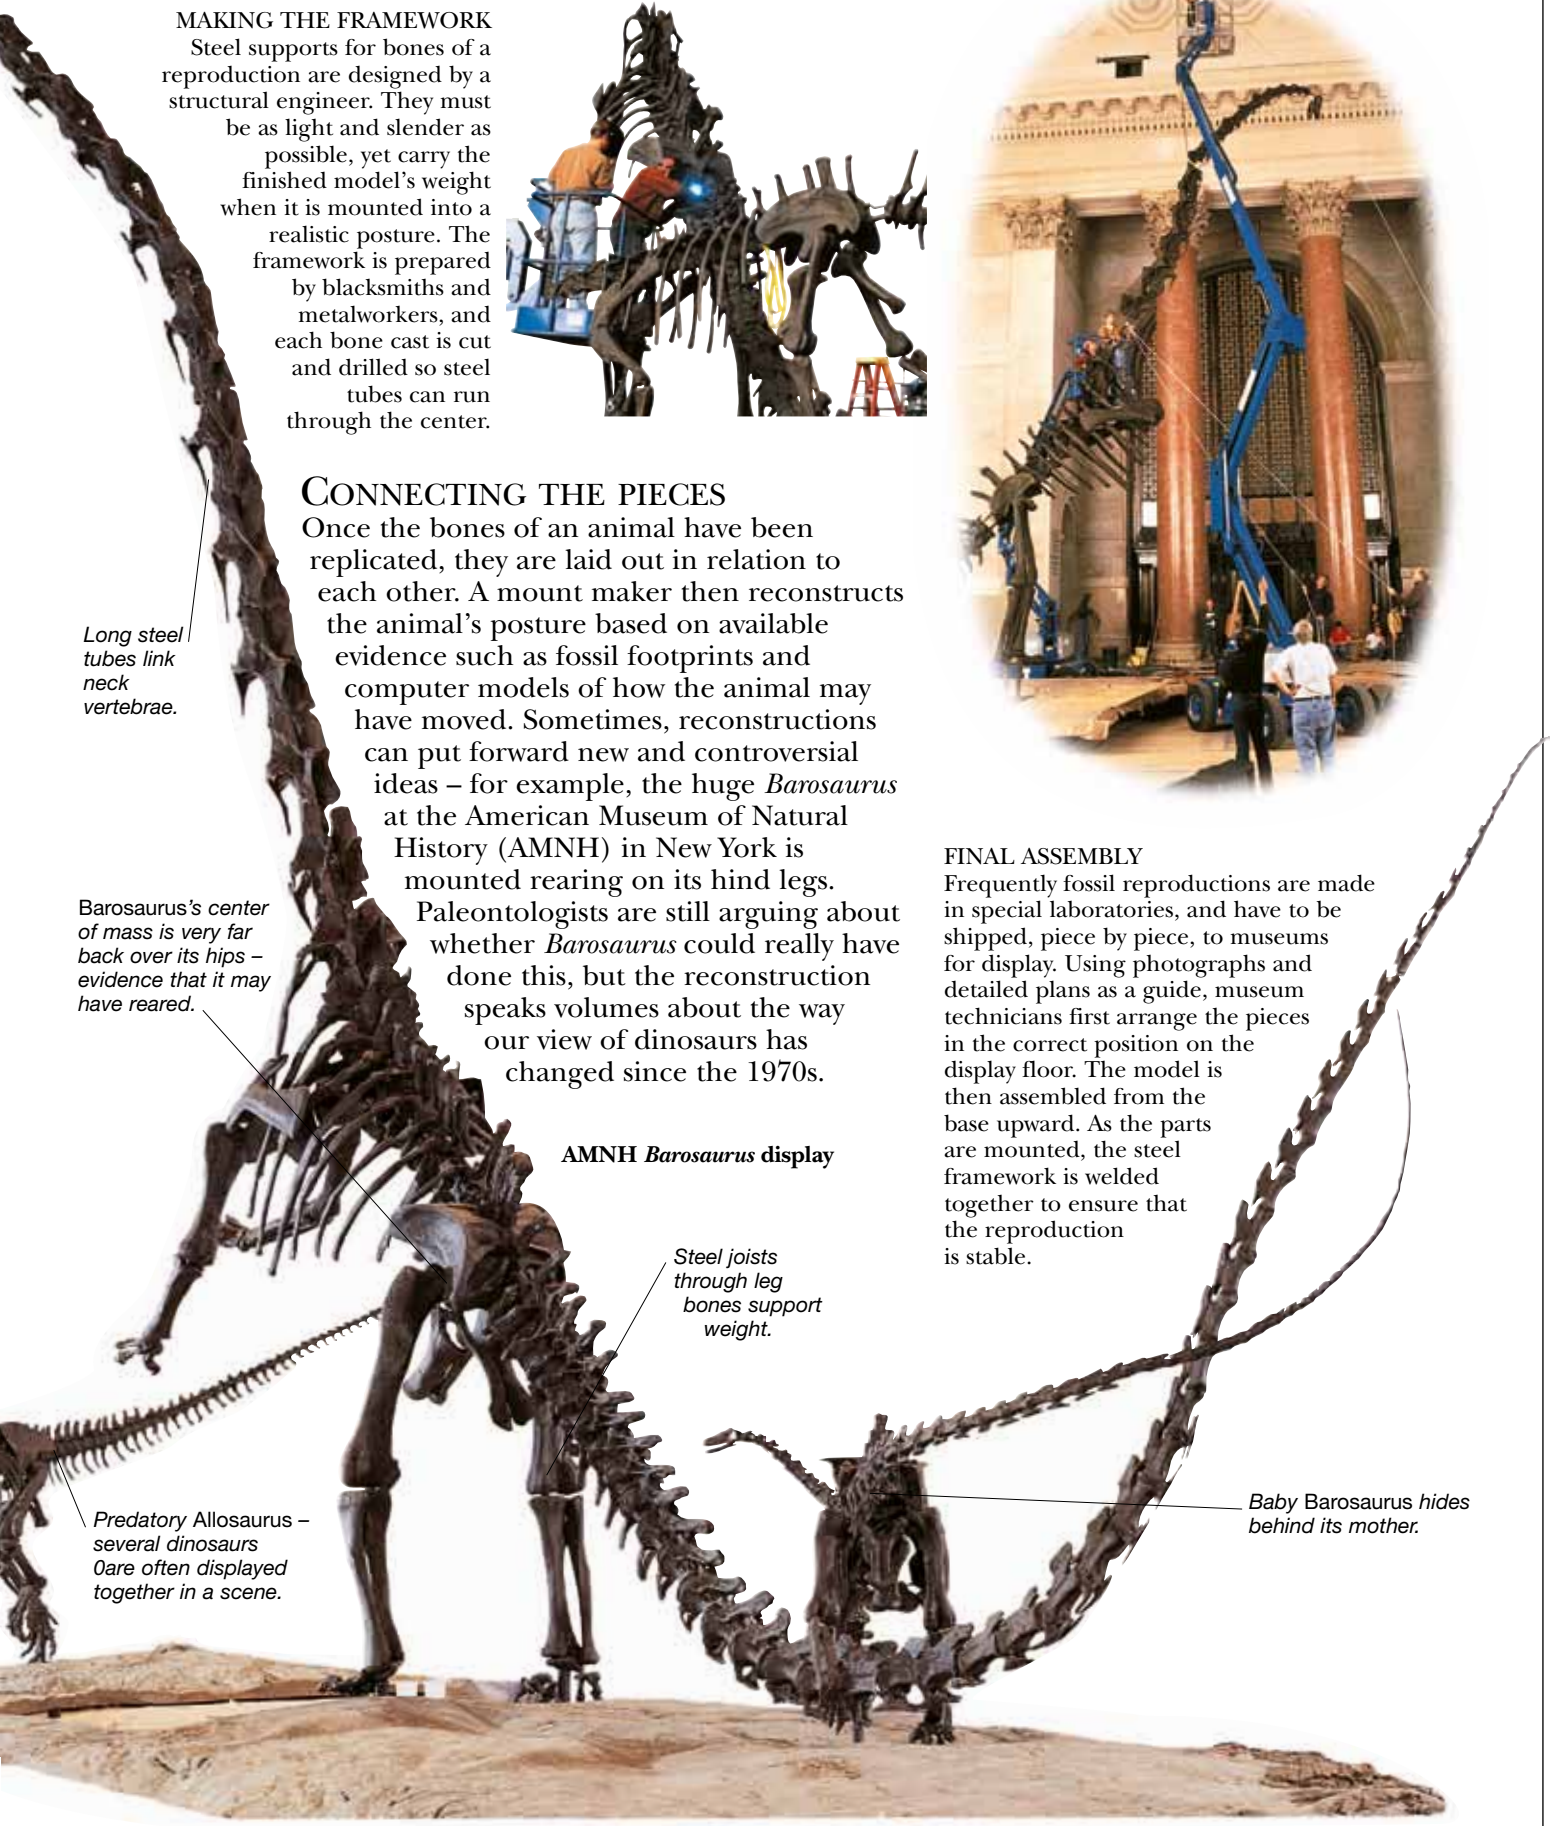 MAKING THE FRAMEWORK
Steel supports for bones of a
reproduction are designed by a
structural engineer. They must
be as light and slender as
possible, yet carry the
finished model’s weight
when it is mounted into a
realistic posture. The
framework is prepared
by blacksmiths and
metalworkers, and
each bone cast is cut
and drilled so steel
tubes can run
through the center.
CONNECTING THE PIECES
Once the bones of an animal have been
replicated, they are laid out in relation to
each other. A mount maker then reconstructs
the animal’s posture based on available
evidence such as fossil footprints and
computer models of how the animal may
have moved. Sometimes, reconstructions
can put forward new and controversial
ideas – for example, the huge Barosaurus
at the American Museum of Natural
History (AMNH) in New York is
mounted rearing on its hind legs.
Paleontologists are still arguing about
whether Barosaurus could really have
done this, but the reconstruction
speaks volumes about the way
our view of dinosaurs has
changed since the 1970s.
Long steel
tubes link
neck
vertebrae.
Barosaurus’s center
of mass is very far
back over its hips –
evidence that it may
have reared.
AMNH Barosaurus display
FINAL ASSEMBLY
Frequently fossil reproductions are made
in special laboratories, and have to be
shipped, piece by piece, to museums
for display. Using photographs and
detailed plans as a guide, museum
technicians first arrange the pieces
in the correct position on the
display floor. The model is
then assembled from the
base upward. As the parts
are mounted, the steel
framework is welded
together to ensure that
the reproduction
is stable.
Steel joists
through leg
bones support
weight.
Predatory Allosaurus –
several dinosaurs
0are often displayed
together in a scene.
Baby Barosaurus hides
behind its mother.